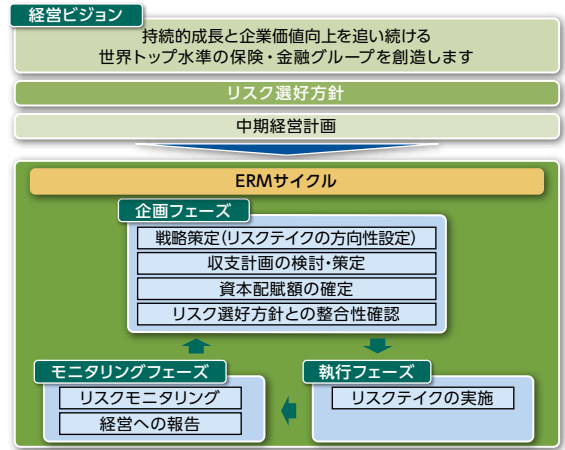 経営ビジョン
持続的成長と企業価値向上を追い続ける
世界トップ水準の保険・金融グループを創造します
リスク選好方針
中期経営計画
ERMサイクル
企画フェーズ
戦略策定(リスクテイクの方向性設定)
収支計画の検討・策定
資本配賦額の確定
リスク選好方針との整合性確認
モニタリングフェーズ
リスクモニタリング
経営への報告
執行フェーズ
リスクテイクの実施